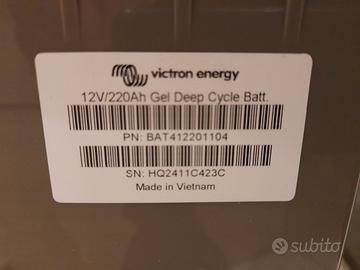 victron energy
12V/220Ah Gel Deep Cycle Batt.
PN: BAT412201104
SN: HQ2411C423C
Made in Vietnam
subito